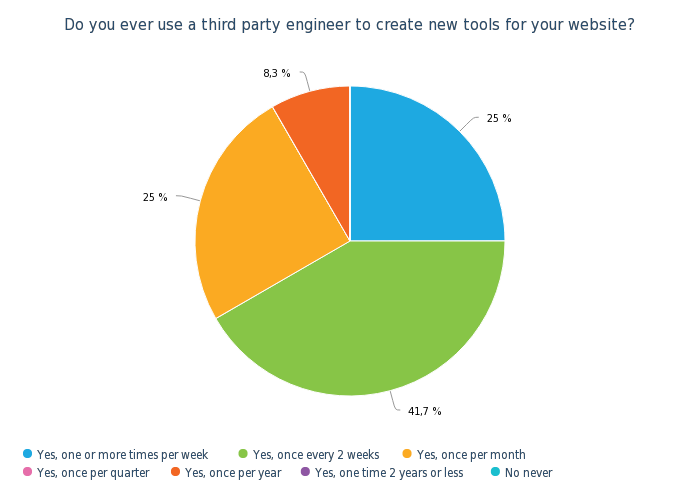 Do you ever use a third party engineer to create new tools for your website?
8,3 %
25 %
25 %
41,7 %
Yes, one or more times per week Yes, once every 2 weeks Yes, once per month
Yes, once per quarter Yes, once per year Yes, one time 2 years or less No never